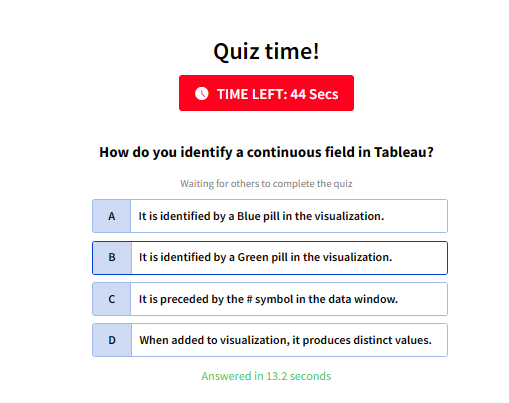 Quiz time!
TIME LEFT: 44 Secs
How do you identify a continuous field in Tableau?
Waiting for others to complete the quiz
A It is identified by a Blue pill in the visualization.
B It is identified by a Green pill in the visualization.
C It is preceded by the # symbol in the data window.
D When added to visualization, it produces distinct values.
Answered in 13.2 seconds